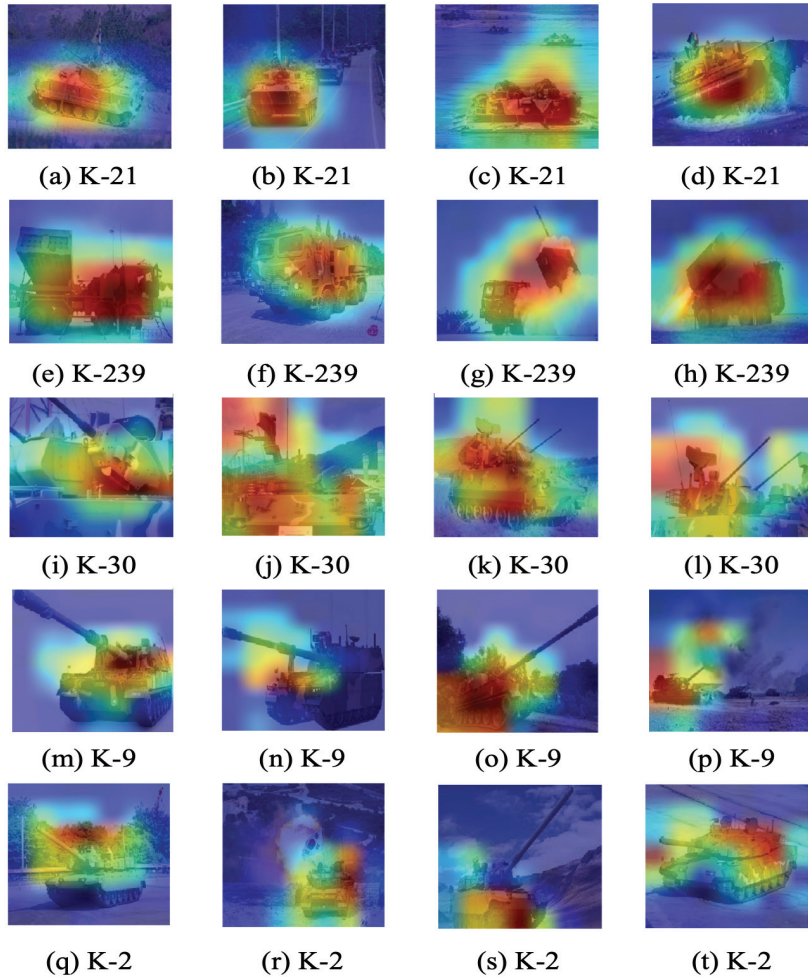 (a) K-21
(b) K-21
(c) K-21
(d) K-21
(e) K-239
(f) K-239
(g) K-239
(h) K-239
(i) K-30
(j) K-30
(k) K-30
(l) K-30
(m) K-9
(n) K-9
(o) K-9
(p) K-9
(q) K-2
(r) K-2
(s) K-2
(t) K-2